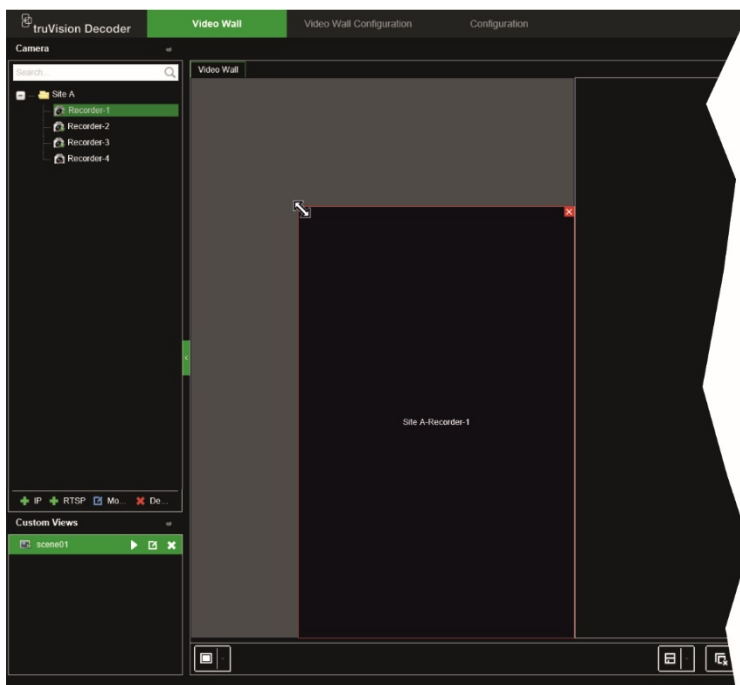 truVision Decoder
Video Wall
Video Wall Configuration
Configuration
Camera
Search...
Video Wall
Site A
Recorder-1
Recorder-2
Recorder-3
Recorder-4
Site A-Recorder-1
IP RTSP Mo... De...
Custom Views
scene01